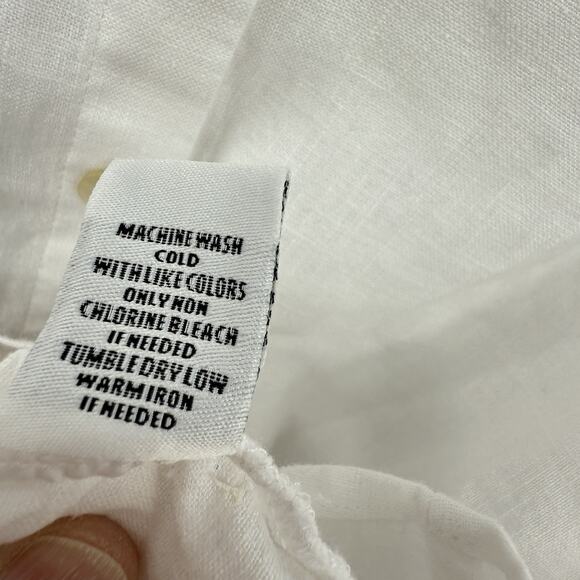 MACHINE WASH
COLD
WITH LIKE COLORS
ONLY NON
CHLORINE BLEACH
IF NEEDED
TUMBLE DRY LOW
WARM IRON
IF NEEDED